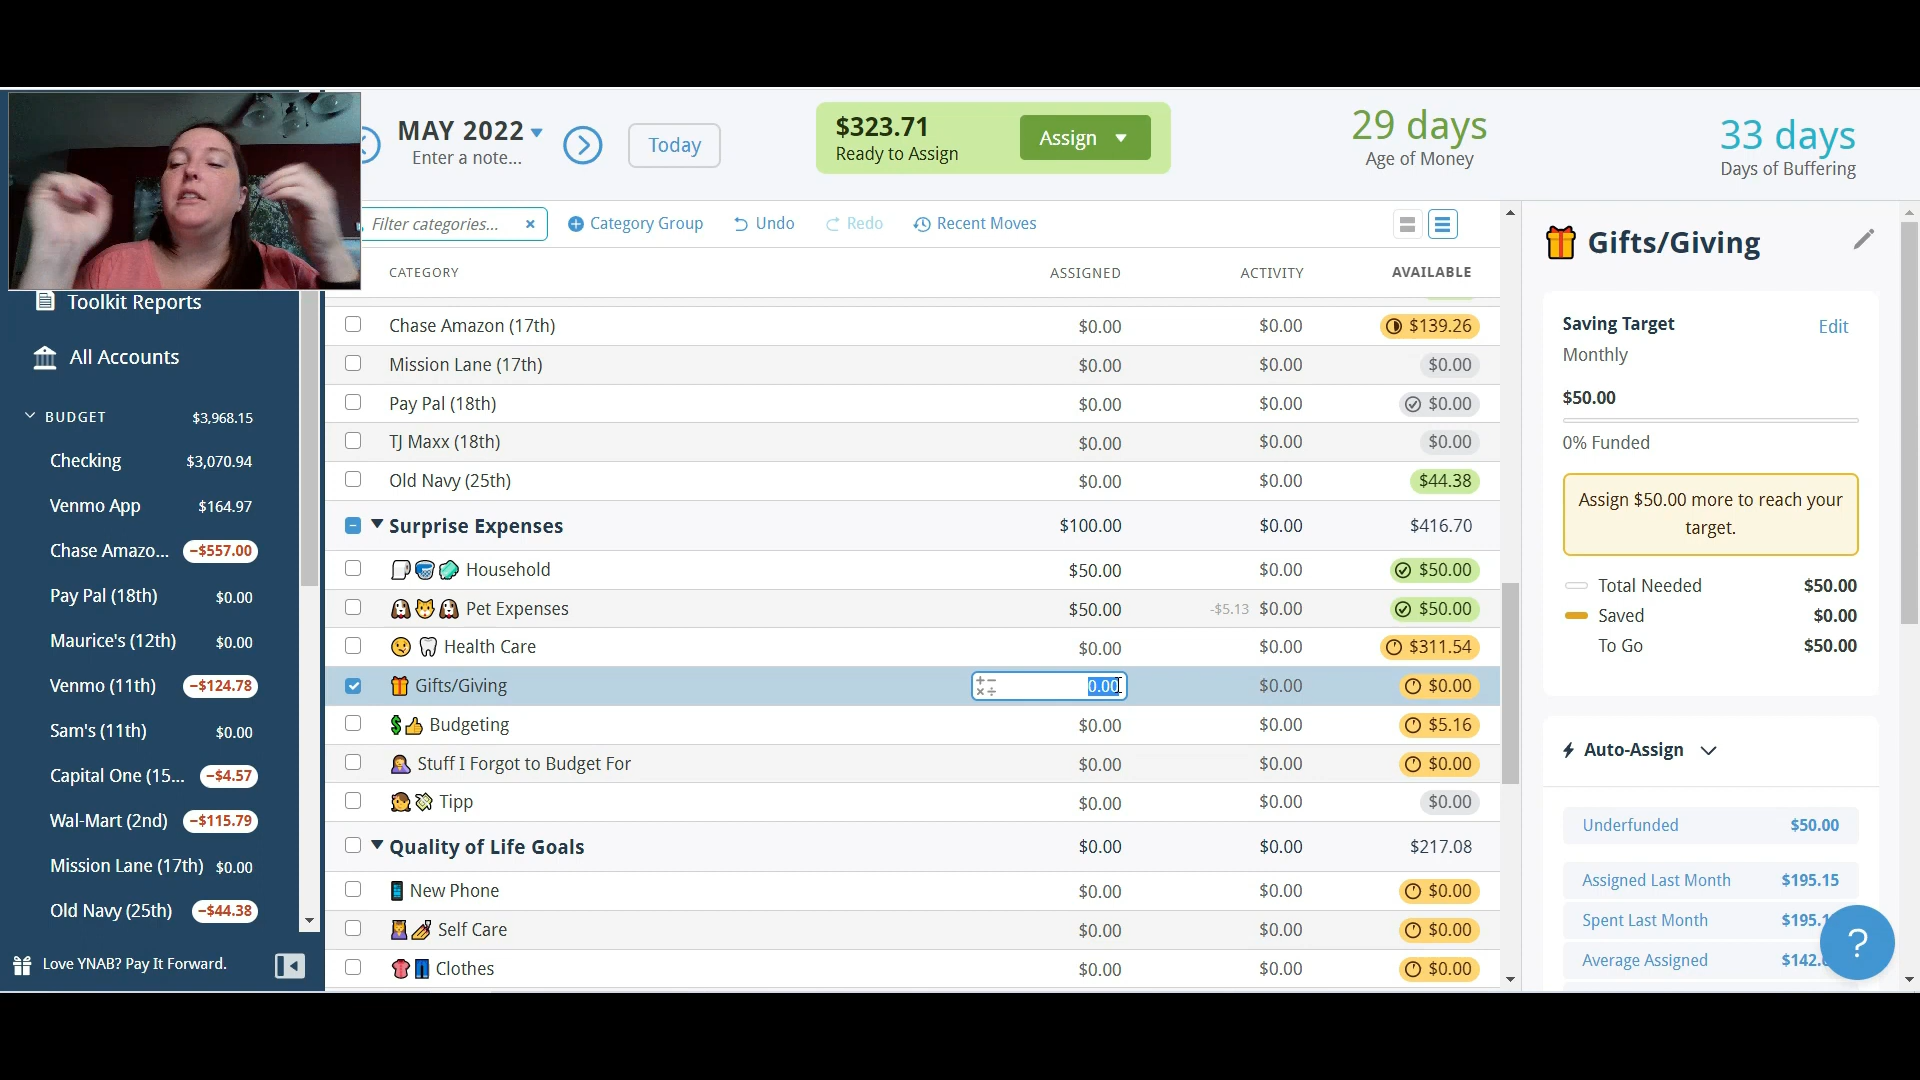 MAY 2022
Enter a note...
Today
$323.71
Ready to Assign
Assign
29 days
Age of Money
33 days
Days of Buffering
Filter categories...
Category Group
Undo
Redo
Recent Moves
CATEGORY ASSIGNED ACTIVITY AVAILABLE
Chase Amazon (17th) $0.00 $0.00 $139.26
Mission Lane (17th) $0.00 $0.00 $0.00
Pay Pal (18th) $0.00 $0.00 $0.00
TJ Maxx (18th) $0.00 $0.00 $0.00
Old Navy (25th) $0.00 $0.00 $44.38
Surprise Expenses $100.00 $0.00 $416.70
Household $50.00 $0.00 $50.00
Pet Expenses $50.00 -$5.13 $0.00 $50.00
Health Care $0.00 $0.00 $311.54
Gifts/Giving 0.00 $0.00 $0.00
Budgeting $0.00 $0.00 $5.16
Stuff I Forgot to Budget For $0.00 $0.00 $0.00
Tipp $0.00 $0.00 $0.00
Quality of Life Goals $0.00 $0.00 $217.08
New Phone $0.00 $0.00 $0.00
Self Care $0.00 $0.00 $0.00
Clothes $0.00 $0.00 $0.00
Toolkit Reports
All Accounts
BUDGET $3,968.15
Checking $3,070.94
Venmo App $164.97
Chase Amazo... −$557.00
Pay Pal (18th) $0.00
Maurice's (12th) $0.00
Venmo (11th) −$124.78
Sam's (11th) $0.00
Capital One (15... −$4.57
Wal-Mart (2nd) −$115.79
Mission Lane (17th) $0.00
Old Navy (25th) −$44.38
Love YNAB? Pay It Forward.
Gifts/Giving
Saving Target Edit
Monthly
$50.00
0% Funded
Assign $50.00 more to reach your
target.
Total Needed $50.00
Saved $0.00
To Go $50.00
Auto-Assign
Underfunded $50.00
Assigned Last Month $195.15
Spent Last Month $195.1
Average Assigned $142.
?